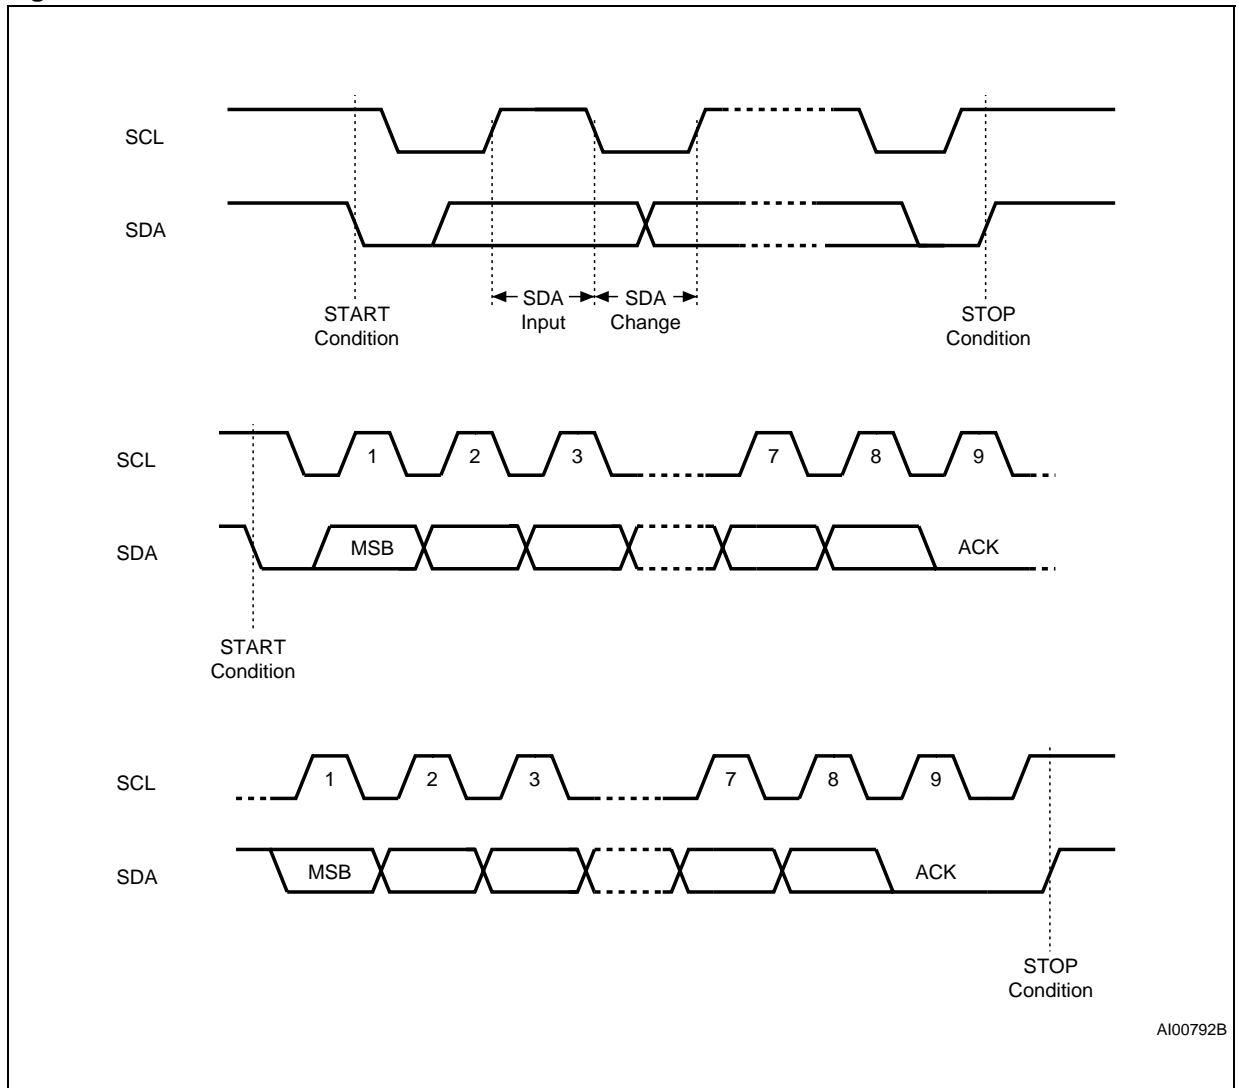 SCL
SDA
SDA
Input
SDA
Change
START
Condition
STOP
Condition
SCL
1 2 3 7 8 9
SDA
MSB ACK
START
Condition
SCL
1 2 3 7 8 9
SDA
MSB ACK
STOP
Condition
AI00792B